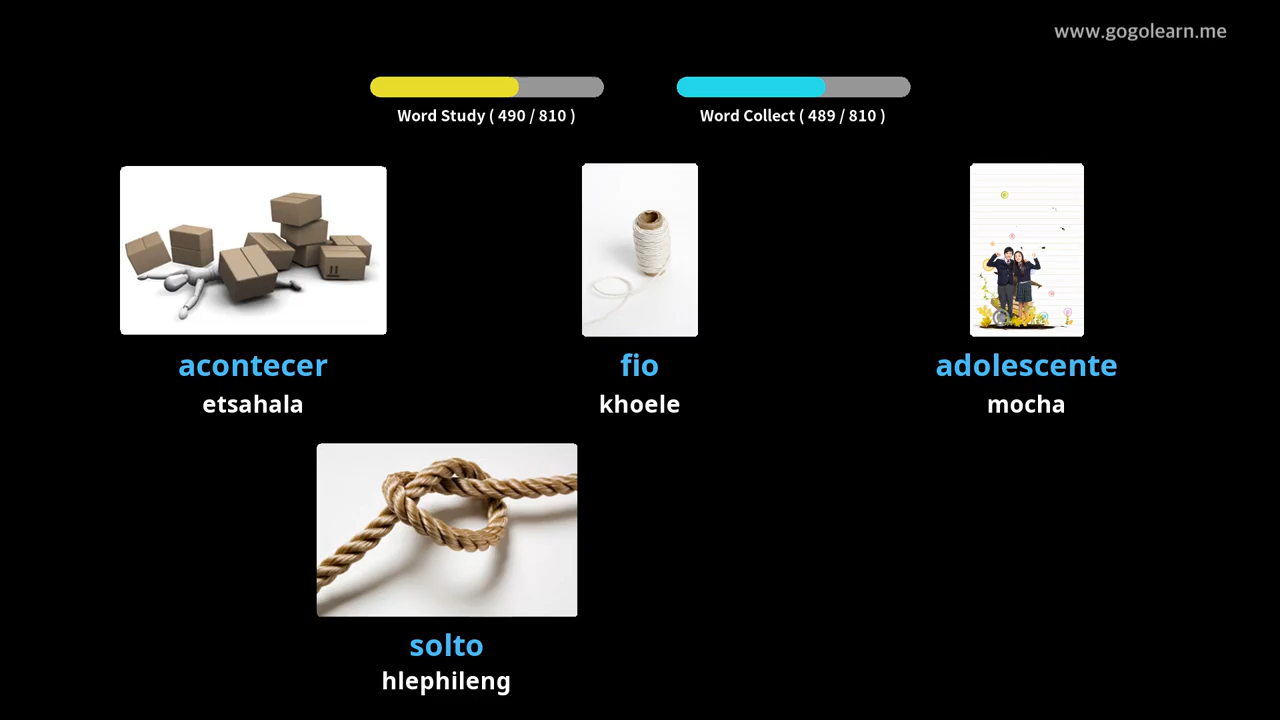 www.gogolearn.me
Word Study ( 490 / 810 )
Word Collect ( 489 / 810 )
acontecer
etsahala
fio
khoele
adolescente
mocha
solto
hlephileng